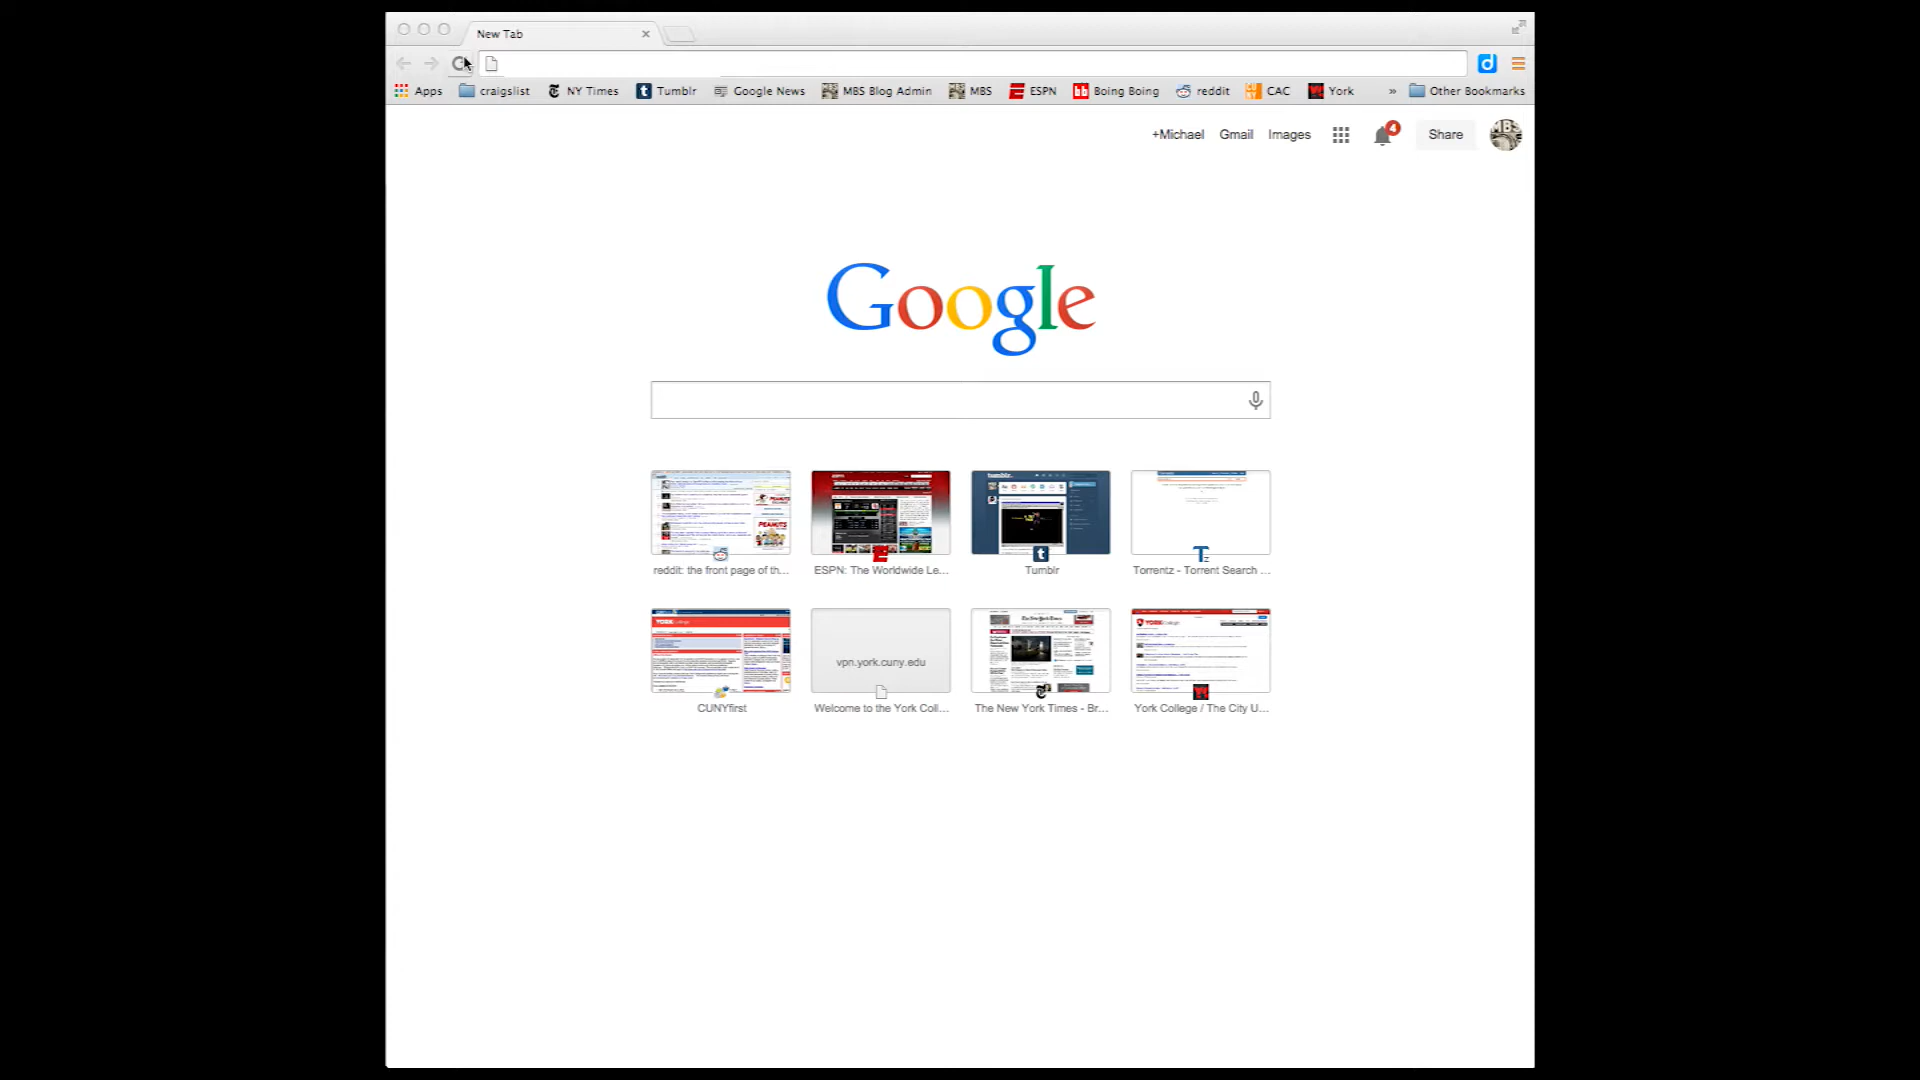 New Tab
Apps craigslist NY Times Tumblr Google News MBS Blog Admin MBS ESPN Boing Boing reddit CAC York » Other Bookmarks
+Michael Gmail Images 4 Share
Google
reddit: the front page of th... ESPN: The Worldwide Le... Tumblr Torrentz - Torrent Search ...
vpn.york.cuny.edu
CUNYfirst Welcome to the York Coll... The New York Times - Br... York College / The City U...